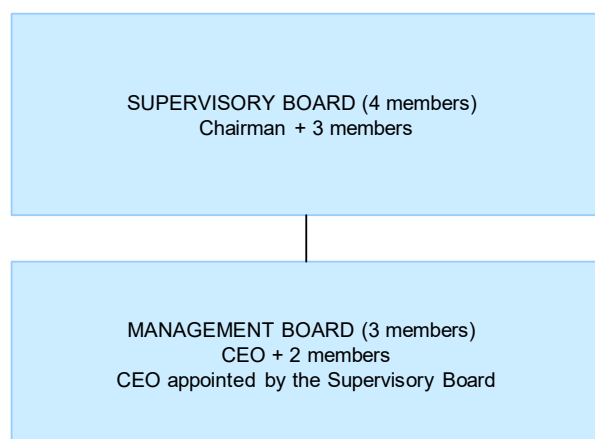 SUPERVISORY BOARD (4 members)
Chairman + 3 members
MANAGEMENT BOARD (3 members)
CEO + 2 members
CEO appointed by the Supervisory Board